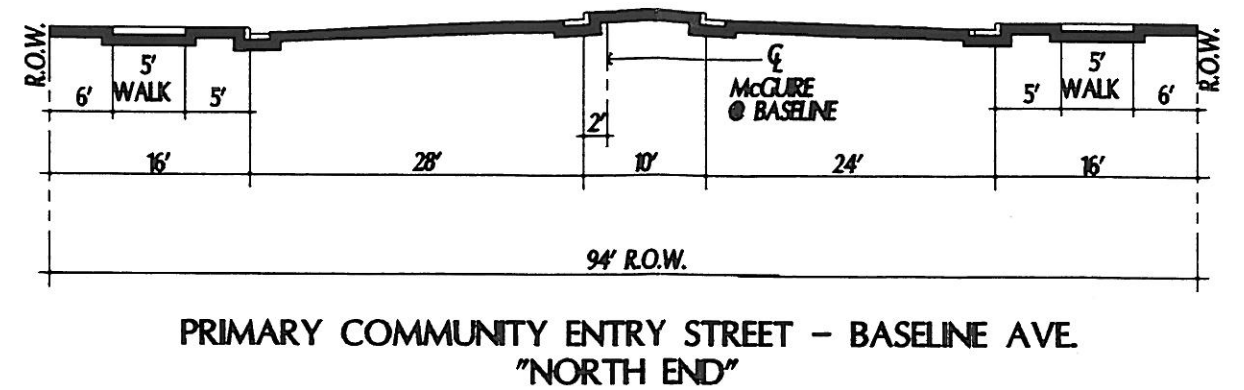 R.O.W.
R.O.W.
℄
McGUIRE
@ BASELINE
6'
5'
WALK
5'
2'
5'
5'
WALK
6'
16'
28'
10'
24'
16'
94' R.O.W.
PRIMARY COMMUNITY ENTRY STREET – BASELINE AVE.
"NORTH END"